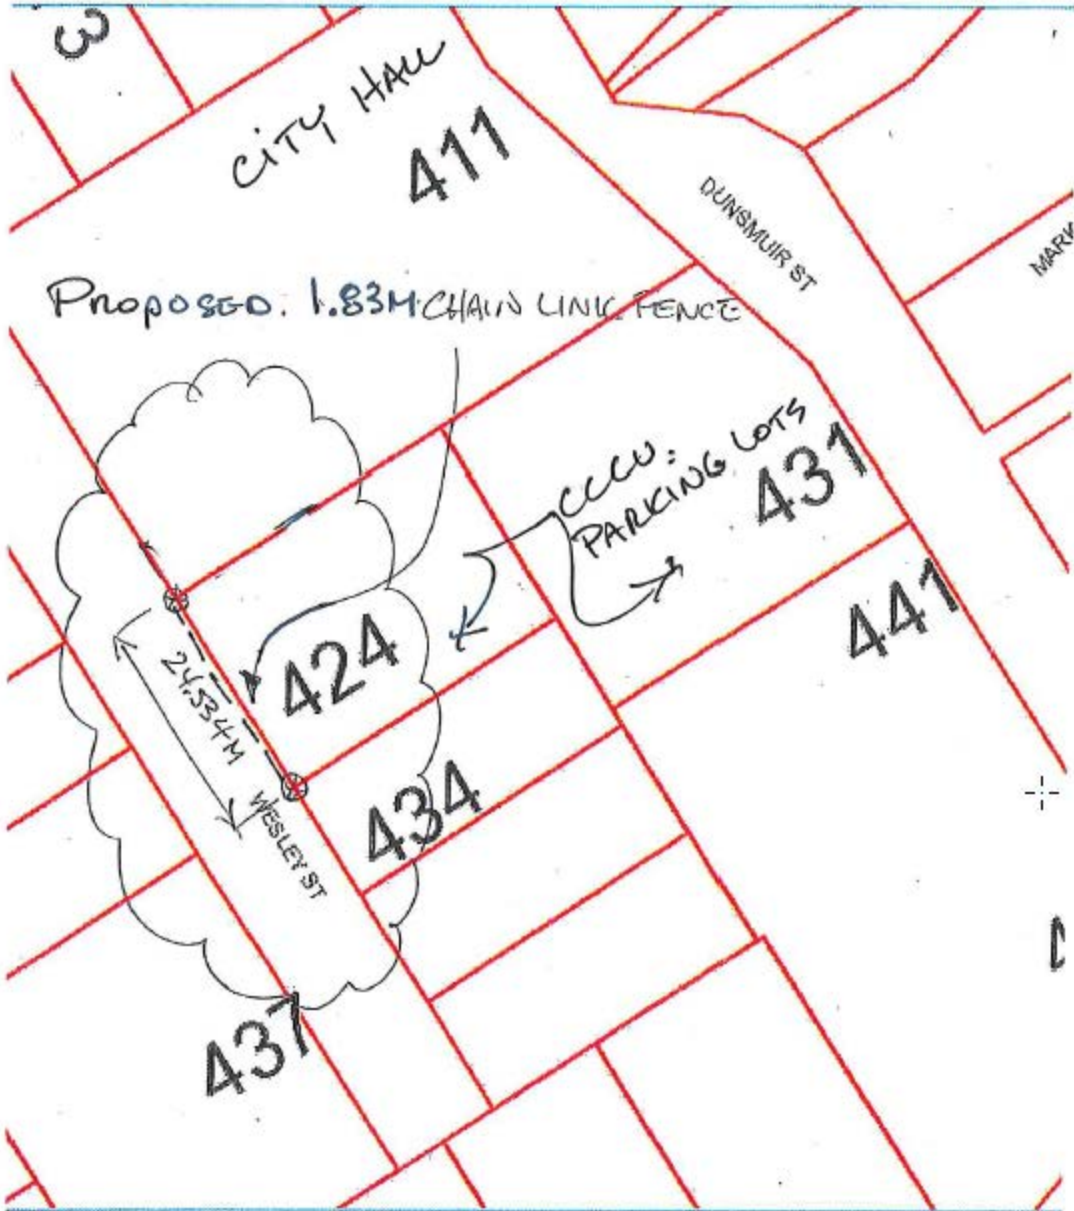 3
CITY HALL
411
DUNSMUIR ST
MARK
PROPOSED. 1.83M CHAIN LINK FENCE
CCCU:
PARKING LOTS
431
424
441
24.534M
434
WESLEY ST
437